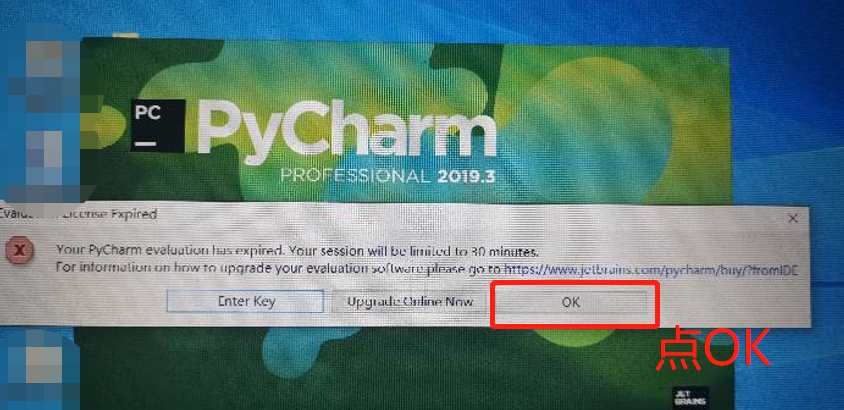 PC
PyCharm
PROFESSIONAL 2019.3
License Expired
Your PyCharm evaluation has expired. Your session will be limited to 30 minutes.
For information on how to upgrade your evaluation software please go to https://www.jetbrains.com/pycharm/buy/?fromIDE
Enter Key
Upgrade Online Now
OK
点OK
JET
BRAINS